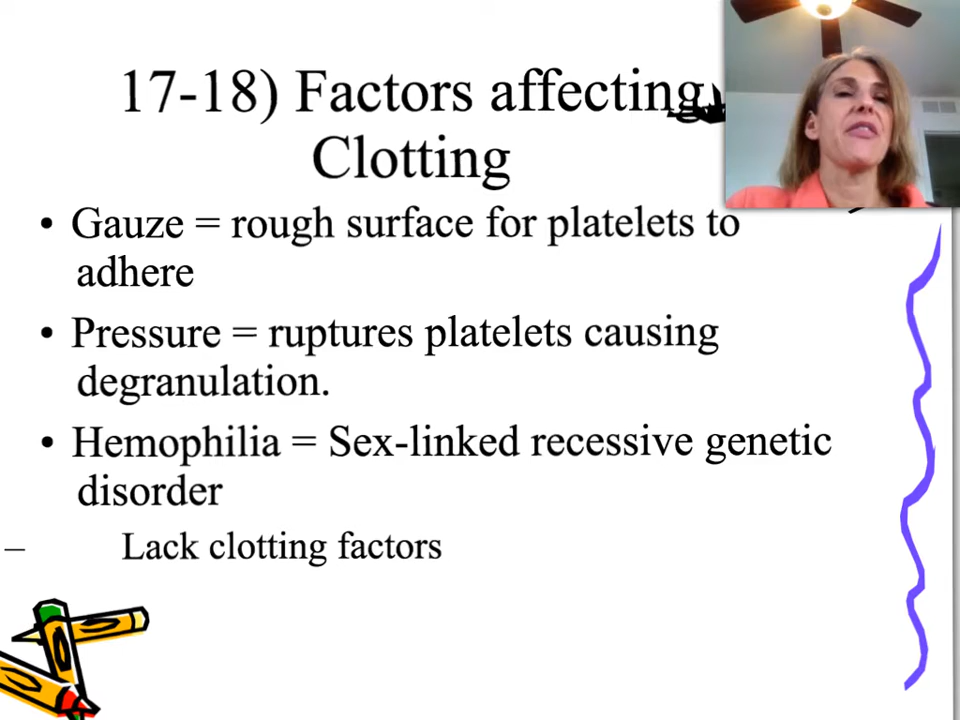 17-18) Factors affecting
Clotting
• Gauze = rough surface for platelets to
adhere
• Pressure = ruptures platelets causing
degranulation.
• Hemophilia = Sex-linked recessive genetic
disorder
– Lack clotting factors